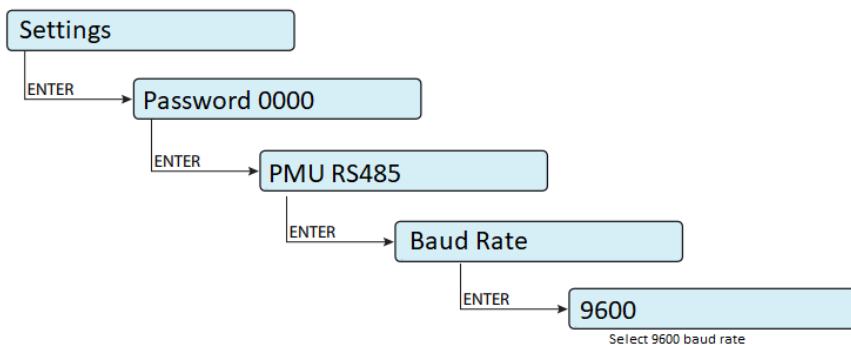 Settings
ENTER
Password 0000
ENTER
PMU RS485
ENTER
Baud Rate
ENTER
9600
Select 9600 baud rate